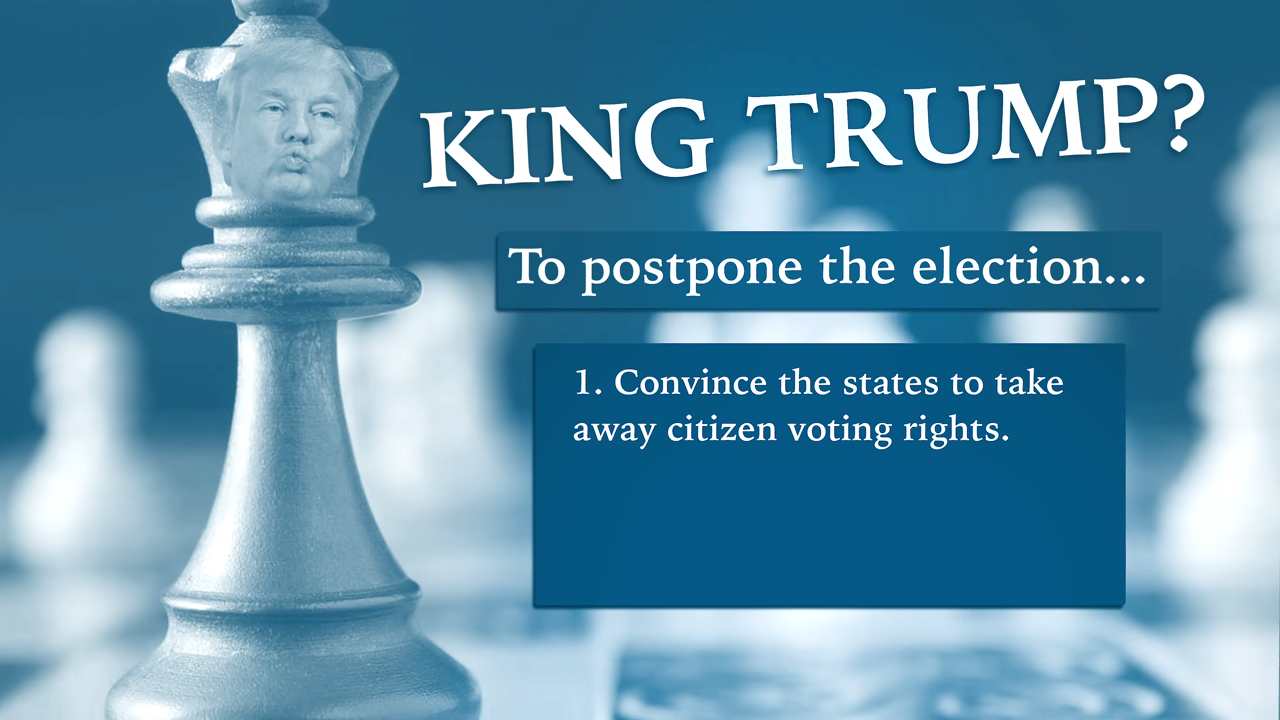 KING TRUMP?
To postpone the election...
1. Convince the states to take
away citizen voting rights.